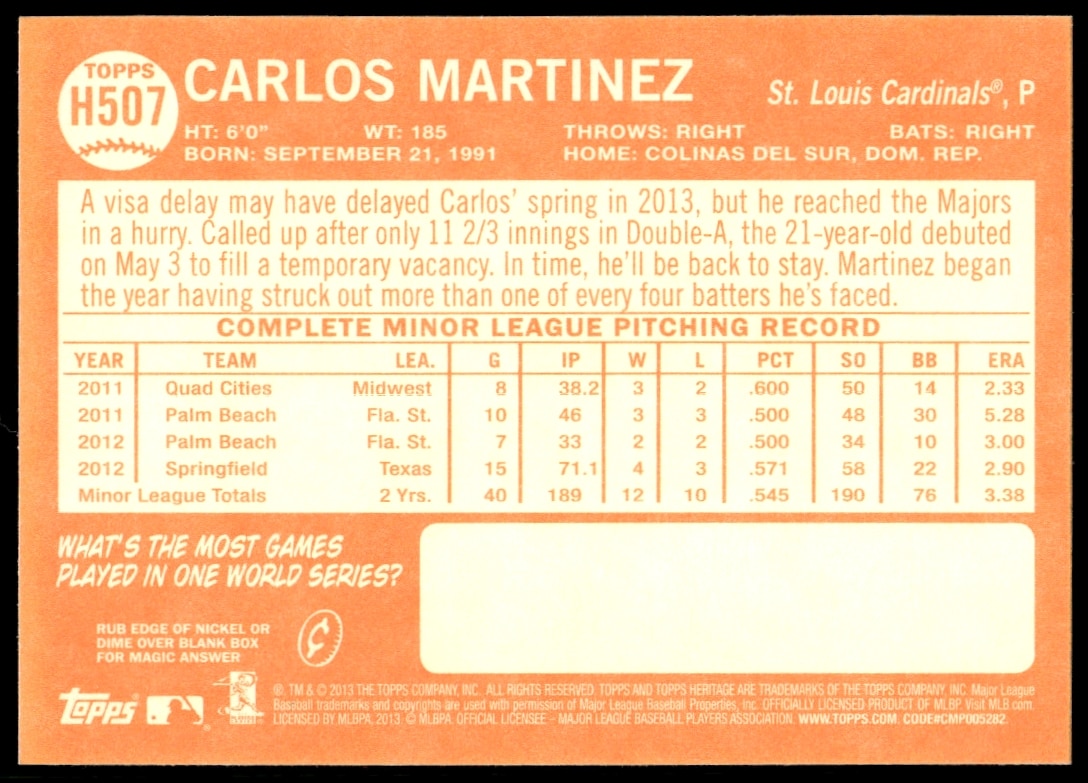 TOPPS
H507
CARLOS MARTINEZ
St. Louis Cardinals®, P
HT: 6'0" WT: 185 THROWS: RIGHT BATS: RIGHT
BORN: SEPTEMBER 21, 1991 HOME: COLINAS DEL SUR, DOM. REP.
A visa delay may have delayed Carlos' spring in 2013, but he reached the Majors
in a hurry. Called up after only 11 2/3 innings in Double-A, the 21-year-old debuted
on May 3 to fill a temporary vacancy. In time, he'll be back to stay. Martinez began
the year having struck out more than one of every four batters he's faced.
COMPLETE MINOR LEAGUE PITCHING RECORD
YEAR TEAM LEA. G IP W L PCT SO BB ERA
2011 Quad Cities Midwest 8 38.2 3 2 .600 50 14 2.33
2011 Palm Beach Fla. St. 10 46 3 3 .500 48 30 5.28
2012 Palm Beach Fla. St. 7 33 2 2 .500 34 10 3.00
2012 Springfield Texas 15 71.1 4 3 .571 58 22 2.90
Minor League Totals 2 Yrs. 40 189 12 10 .545 190 76 3.38
WHAT'S THE MOST GAMES
PLAYED IN ONE WORLD SERIES?
RUB EDGE OF NICKEL OR
DIME OVER BLANK BOX
FOR MAGIC ANSWER
¢
topps
®, TM & © 2013 THE TOPPS COMPANY, INC. ALL RIGHTS RESERVED. TOPPS AND TOPPS HERITAGE ARE TRADEMARKS OF THE TOPPS COMPANY, INC. Major League
Baseball trademarks and copyrights are used with permission of Major League Baseball Properties, Inc. OFFICIALLY LICENSED PRODUCT OF MLBP. Visit MLB.com.
LICENSED BY MLBPA, 2013 © MLBPA. OFFICIAL LICENSEE – MAJOR LEAGUE BASEBALL PLAYERS ASSOCIATION. WWW.TOPPS.COM. CODE#CMP005282.